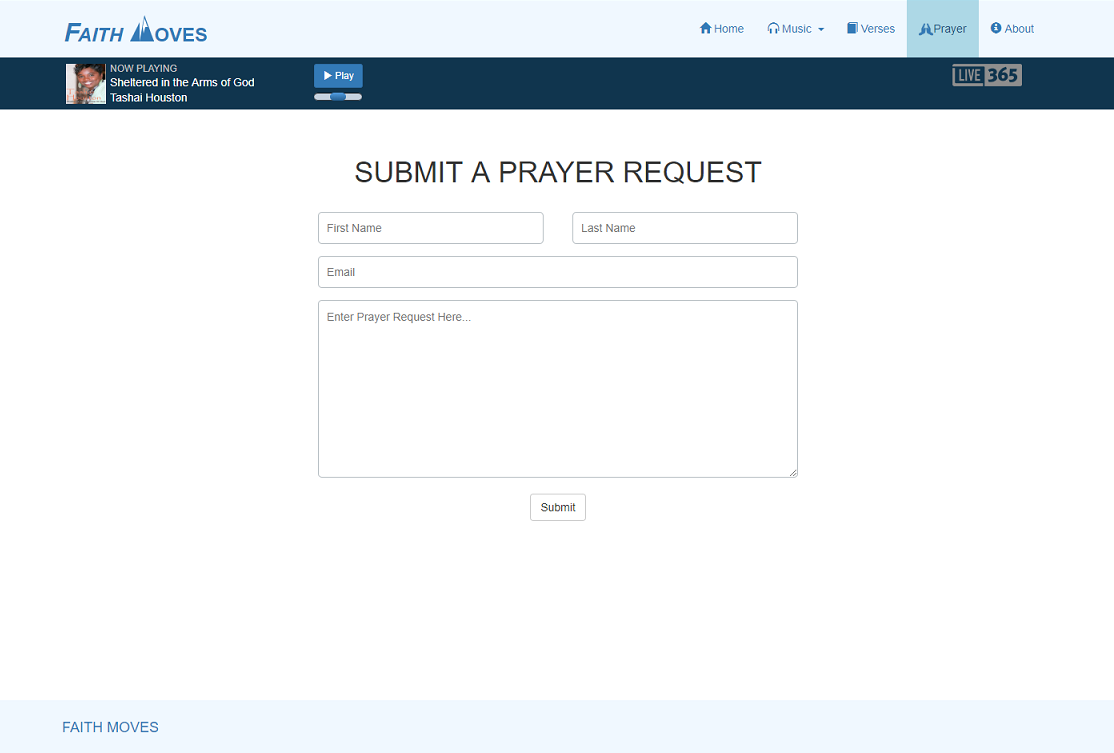 FAITH MOVES
Home Music Verses Prayer About
NOW PLAYING
Sheltered in the Arms of God
Tashai Houston
Play
LIVE 365
SUBMIT A PRAYER REQUEST
First Name Last Name
Email
Enter Prayer Request Here...
Submit
FAITH MOVES